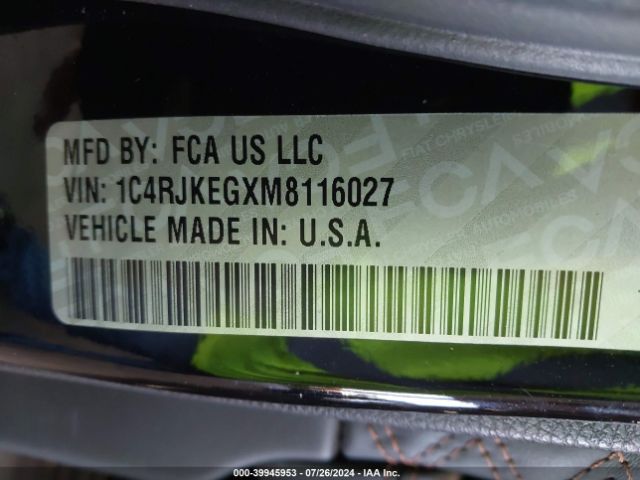 MFD BY: FCA US LLC
VIN: 1C4RJKEGXM8116027
VEHICLE MADE IN: U.S.A.
000-39945953 - 07/26/2024 - IAA Inc.